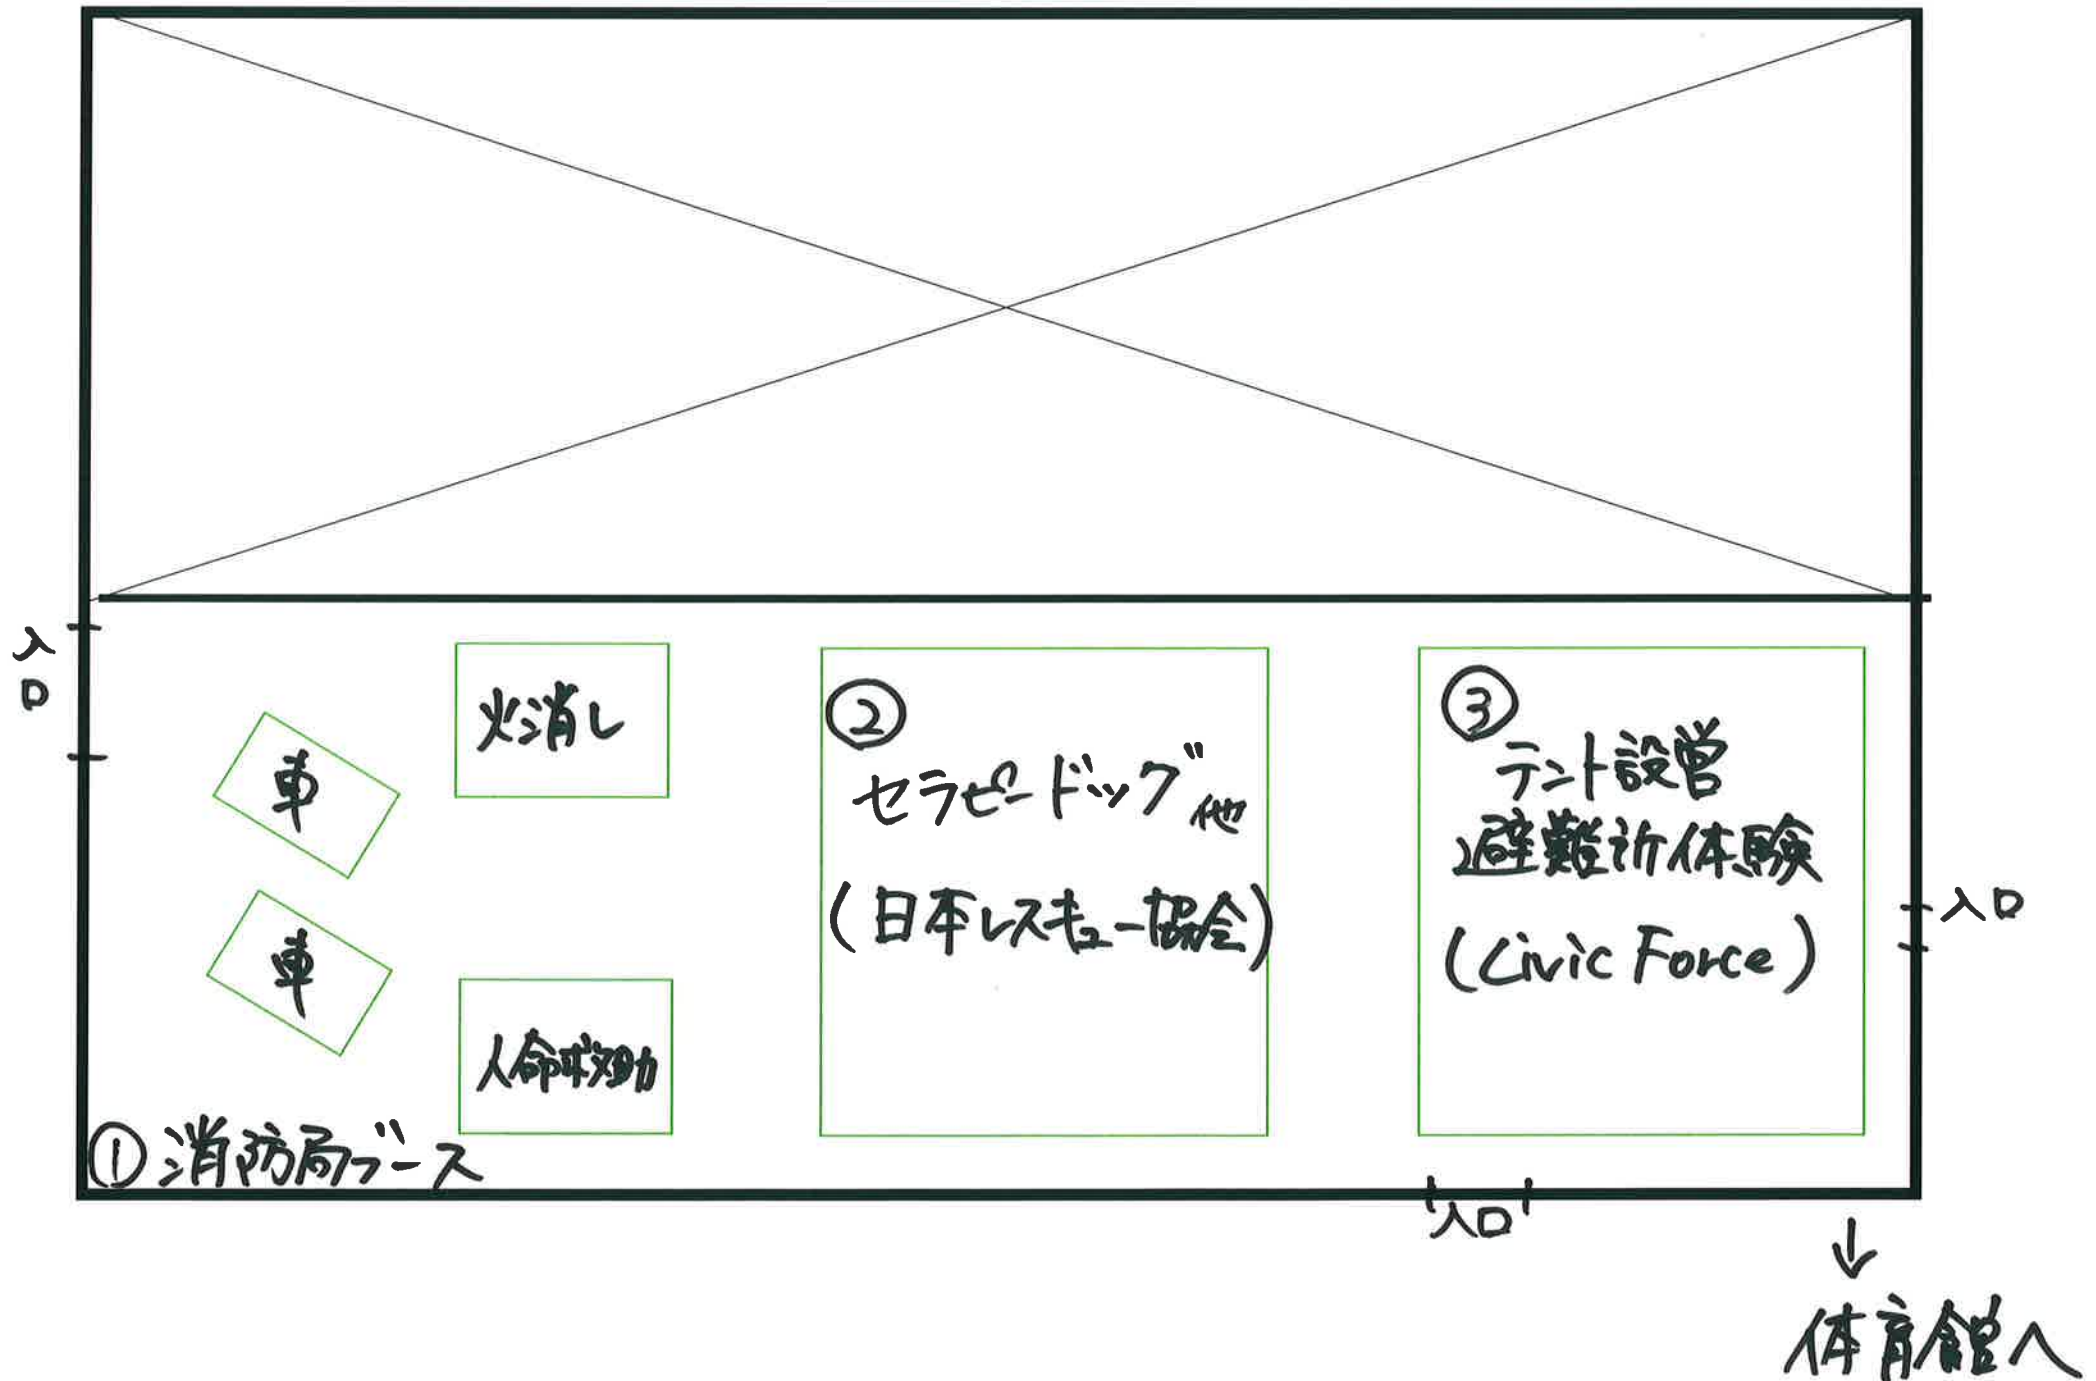 入口
火消し
車
車
人命救助
①消防局ブース
②
セラピードッグ他
(日本レスキュー協会)
③
テント設営
避難所体験
(Civic Force)
入口
入口
↓
体育館へ